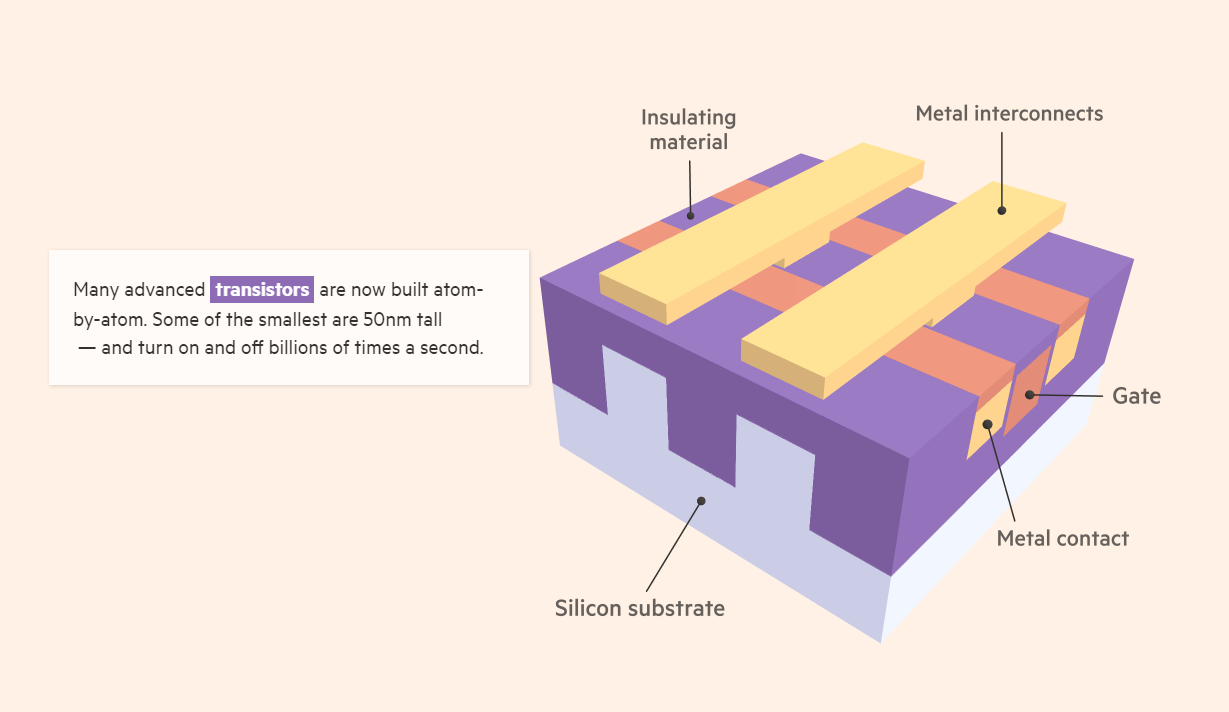 Insulating
material
Metal interconnects
Many advanced transistors are now built atom-
by-atom. Some of the smallest are 50nm tall
— and turn on and off billions of times a second.
Gate
Metal contact
Silicon substrate